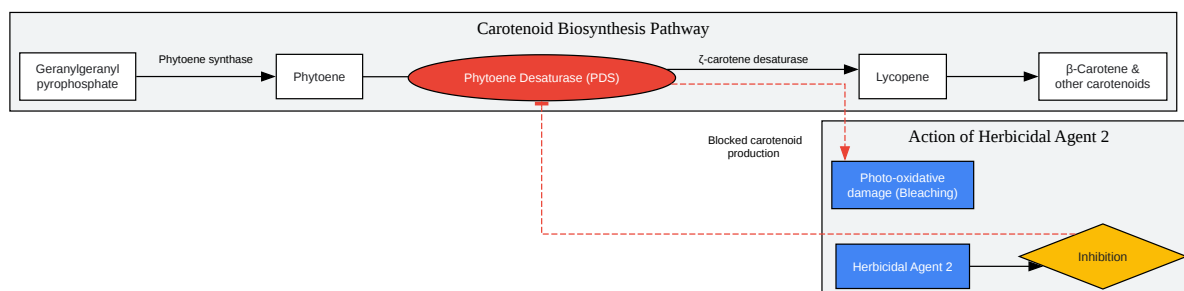 Carotenoid Biosynthesis Pathway
Geranylgeranyl
pyrophosphate
Phytoene synthase
Phytoene
Phytoene Desaturase (PDS)
ζ-carotene desaturase
Lycopene
β-Carotene &
other carotenoids
Blocked carotenoid
production
Action of Herbicidal Agent 2
Photo-oxidative
damage (Bleaching)
Herbicidal Agent 2
Inhibition